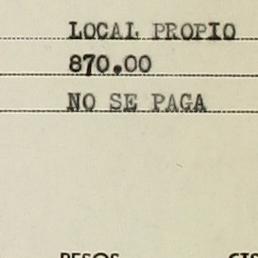 LOCAL PROPIO
870.00
NO SE PAGA
PESOS